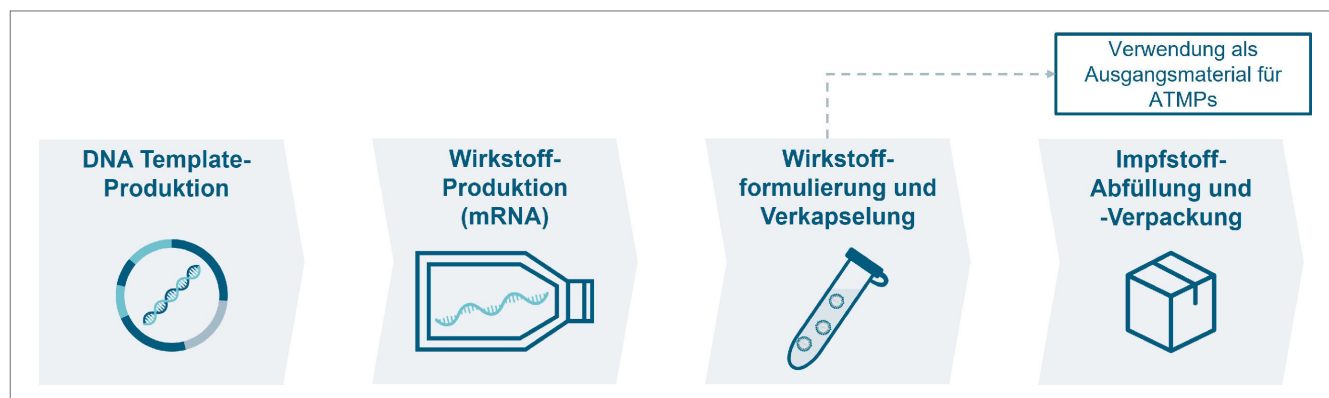 Verwendung als
Ausgangsmaterial für
ATMPs
DNA Template-
Produktion
Wirkstoff-
Produktion
(mRNA)
Wirkstoff-
formulierung und
Verkapselung
Impfstoff-
Abfüllung und
-Verpackung